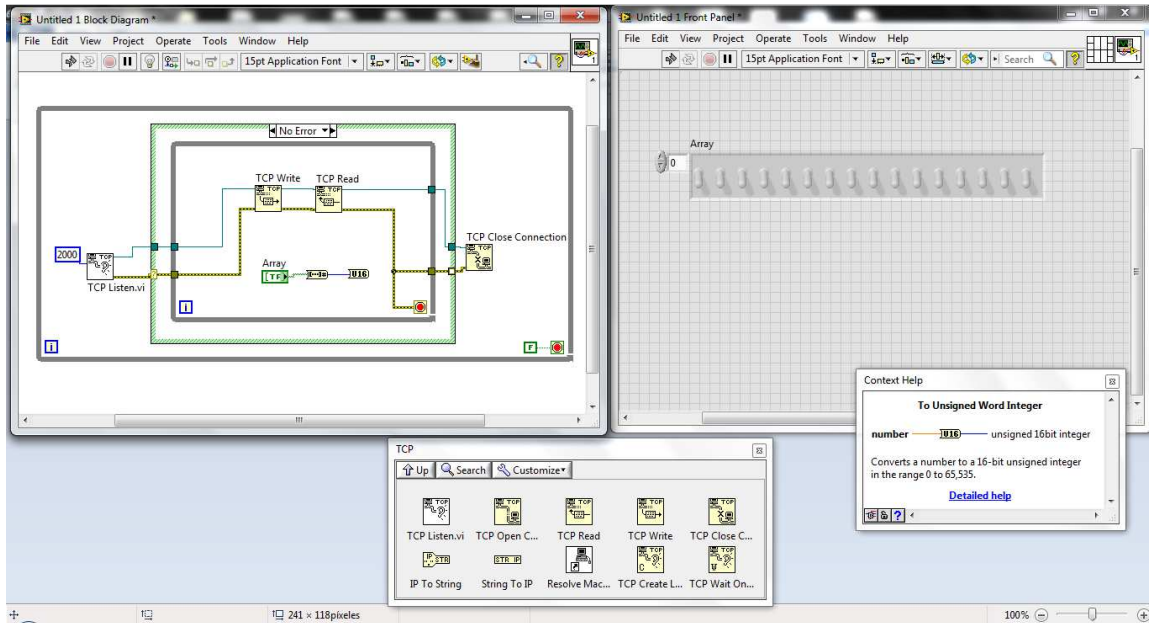 Untitled 1 Block Diagram *
File Edit View Project Operate Tools Window Help
15pt Application Font
No Error
TCP Write TCP Read
TCP Close Connection
2000
TCP Listen.vi
Array
TF
U16
i
i
F
Untitled 1 Front Panel *
File Edit View Project Operate Tools Window Help
15pt Application Font
Search
Array
0
Context Help
To Unsigned Word Integer
number U16 unsigned 16bit integer
Converts a number to a 16-bit unsigned integer
in the range 0 to 65,535.
Detailed help
TCP
Up Search Customize
TCP Listen.vi TCP Open C... TCP Read TCP Write TCP Close C...
IP To String String To IP Resolve Mac... TCP Create L... TCP Wait On...
241 × 118píxeles
100%